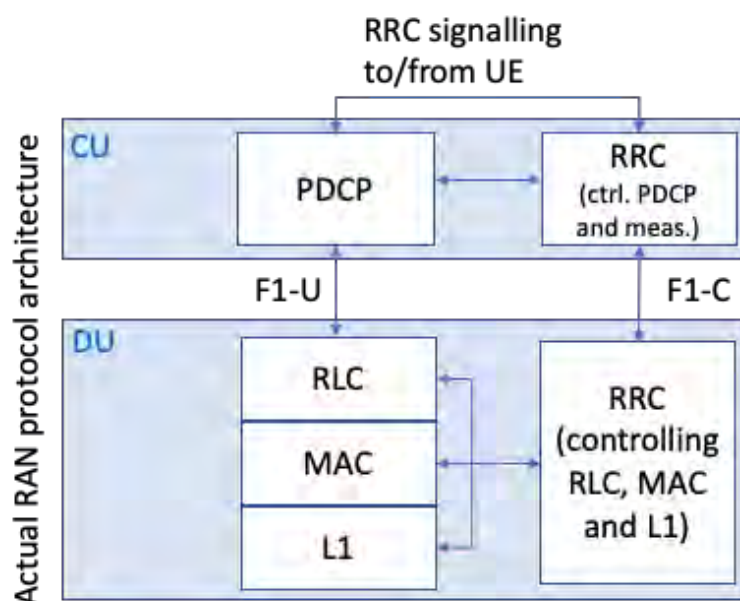 RRC signalling
to/from UE
Actual RAN protocol architecture
CU
PDCP
RRC
(ctrl. PDCP
and meas.)
F1-U
F1-C
DU
RLC
MAC
L1
RRC
(controlling
RLC, MAC
and L1)